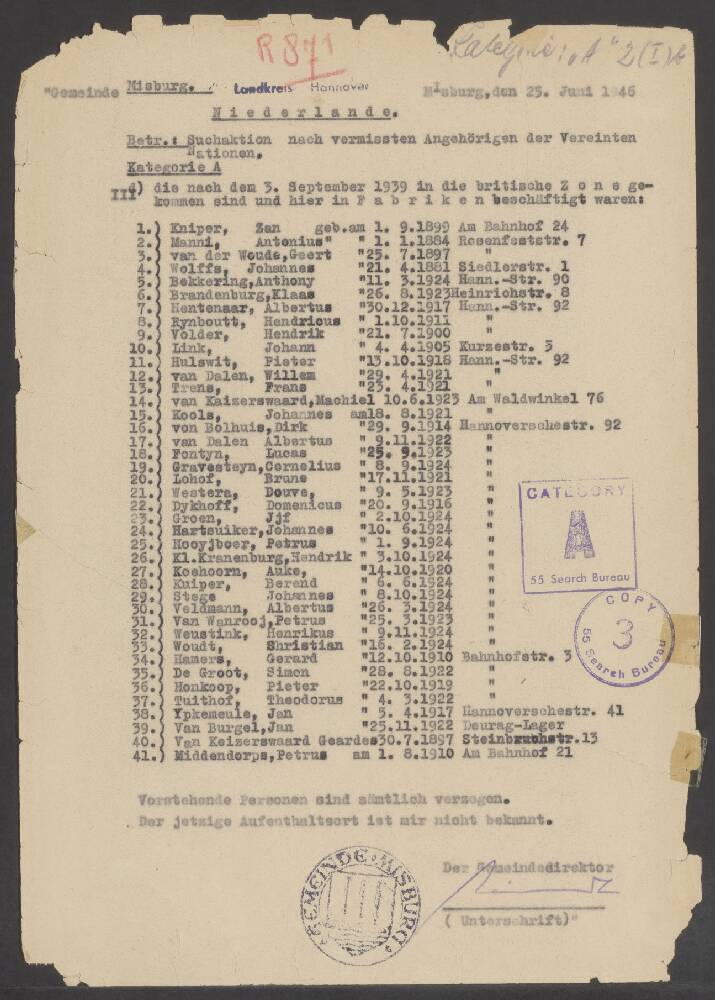 R 871
Kategorie: "A" 2(I)b
"Gemeinde Misburg. Landkreis Hannover Misburg,den 25. Juni 1946
Niederlande.
Betr.: Suchaktion nach vermissten Angehörigen der Vereinten
Nationen.
Kategorie A
III d) die nach dem 3. September 1939 in die britische Zone ge-
kommen sind und hier in Fabriken beschäftigt waren:
1.) Kniper, Zan geb.am 1. 9.1899 Am Bahnhof 24
2.) Manni, Antonius" " 1. 1.1884 Rosenfeststr. 7
3.) van der Woude,Geert "25. 7.1897 "
4.) Wolffs, Johannes "21. 4.1881 Siedlerstr. 1
5.) Bekkering,Anthony "11. 3.1924 Hann.-Str. 90
6.) Brandenburg,Klaas "26. 8.1923Heinrichstr. 8
7.) Hentenaar, Albertus "30.12.1917 Hann.-Str. 92
8.) Rynboutt, Hendricus " 1.10.1911
9.) Volder, Hendrik "21. 7.1900 "
10.) Link, Johann " 4. 4.1905 Kurzestr. 3
11.) Hulswit, Pieter "13.10.1918 Hann.-Str. 92
12.) van Dalen, Willem "29. 4.1921 "
13.) Trens, Frans "23. 4.1921 "
14.) van Kaizerswaard,Machiel 10.6.1923 Am Waldwinkel 76
15.) Kools, Johannes am18. 8.1921 "
16.) von Bolhuis,Dirk "29. 9.1914 Hannoverschestr. 92
17.) van Dalen Albertus " 9.11.1922 "
18.) Fontyn, Lucas "25. 9.1923 "
19.) Gravesteyn,Cornelius " 8. 9.1924 "
20.) Lohof, Brune "17.11.1921 "
21.) Westera, Douve, " 9. 5.1923 "
22.) Dykhoff, Domenicus "20. 9.1916 "
23.) Groen, Jjf " 2.10.1924 "
24.) Hartsuiker,Johannes "10. 6.1924 "
25.) Hooyjboer, Petrus " 1. 9.1924 "
26.) Kl.Kranenburg,Hendrik " 3.10.1924 "
27.) Koehoorn, Auke, "14.10.1920 "
28.) Kuiper, Berend " 6. 6.1924 "
29.) Stege Johannes " 8.10.1924 "
30.) Veldmann, Albertus "26. 3.1924 "
31.) Van Wanrooj,Petrus "25. 3.1923 "
32.) Weustink, Henrikus " 9.11.1924 "
33.) Woudt, Shristian "16. 2.1924 "
34.) Hamers, Gerard "12.10.1910 Bahnhofstr. 3
35.) De Groot, Simon "28. 8.1922 "
36.) Honkoop, Pieter "22.10.1919 "
37.) Tuithof, Theodorus " 4. 3.1922 "
38.) Ypkemeule, Jan " 5. 4.1917 Hannoverschestr. 41
39.) Van Burgel,Jan "25.11.1922 Deurag-Lager
40.) Van Keizerswaard Geardes30.7.1897 Steinbruchstr.13
41.) Middendorps,Petrus am 1. 8.1910 Am Bahnhof 21
CATEGORY
A
55 Search Bureau
COPY
3
55 Search Bureau
Vorstehende Personen sind sämtlich verzogen.
Der jetzige Aufenthaltsort ist mir nicht bekannt.
Der Gemeindedirektor
GEMEINDE MISBURG
( Unterschrift)"